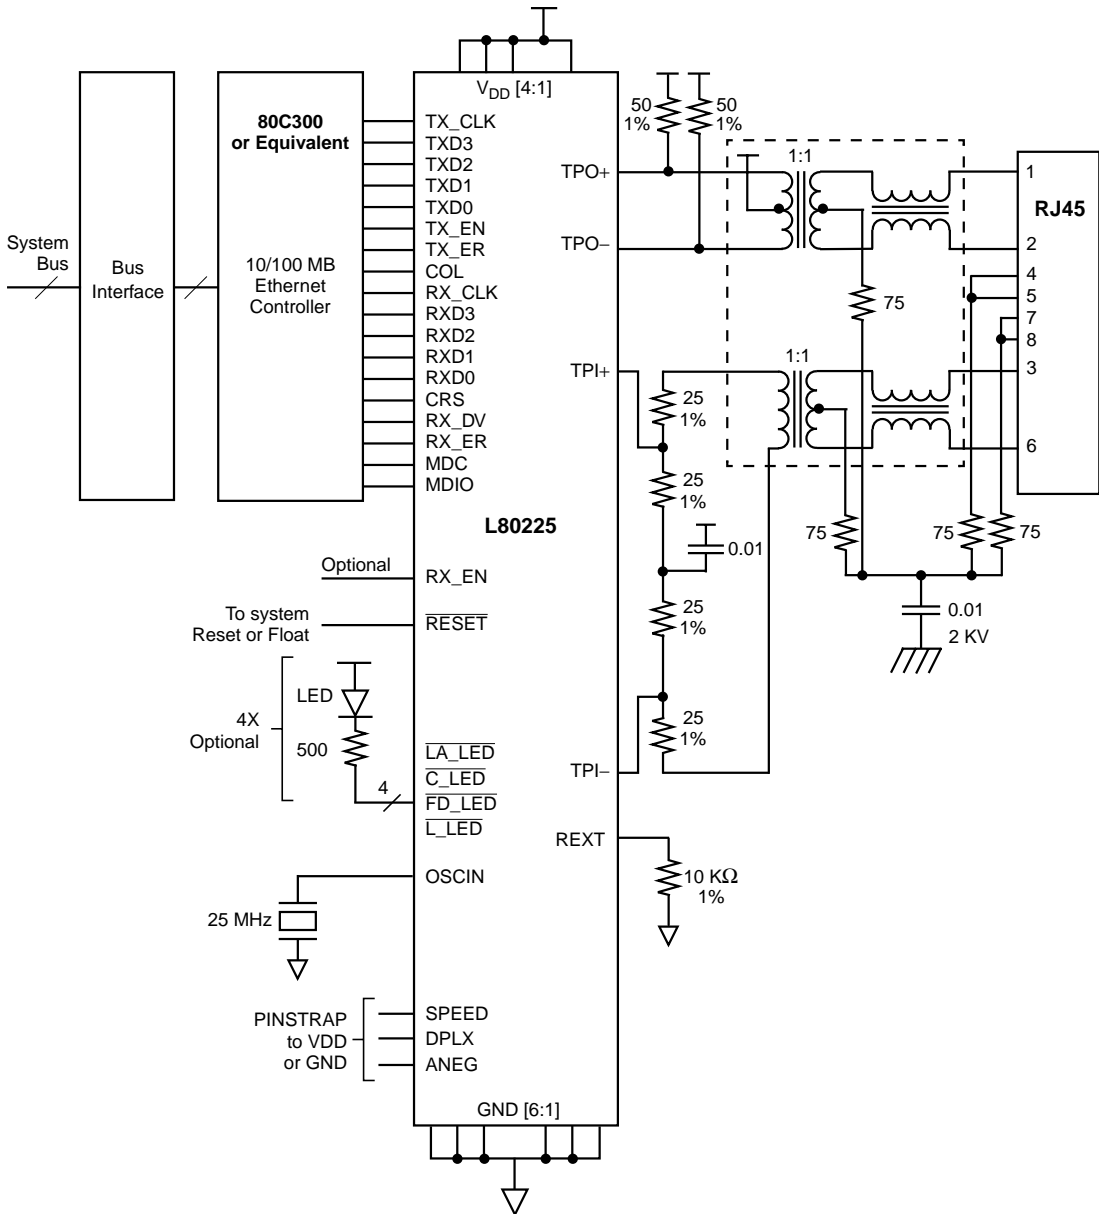 V_DD [4:1]
80C300
or Equivalent
10/100 MB
Ethernet
Controller
System
Bus
Bus
Interface
TX_CLK
TXD3
TXD2
TXD1
TXD0
TX_EN
TX_ER
COL
RX_CLK
RXD3
RXD2
RXD1
RXD0
CRS
RX_DV
RX_ER
MDC
MDIO
L80225
Optional
RX_EN
To system
Reset or Float
RESET
LED
500
4X
Optional
4
LA_LED
C_LED
FD_LED
L_LED
OSCIN
25 MHz
PINSTRAP
to VDD
or GND
SPEED
DPLX
ANEG
GND [6:1]
TPO+
TPO−
TPI+
TPI−
REXT
50
1%
50
1%
1:1
75
1:1
25
1%
25
1%
0.01
25
1%
25
1%
10 KΩ
1%
75
75
75
0.01
2 KV
RJ45
1
2
4
5
7
8
3
6